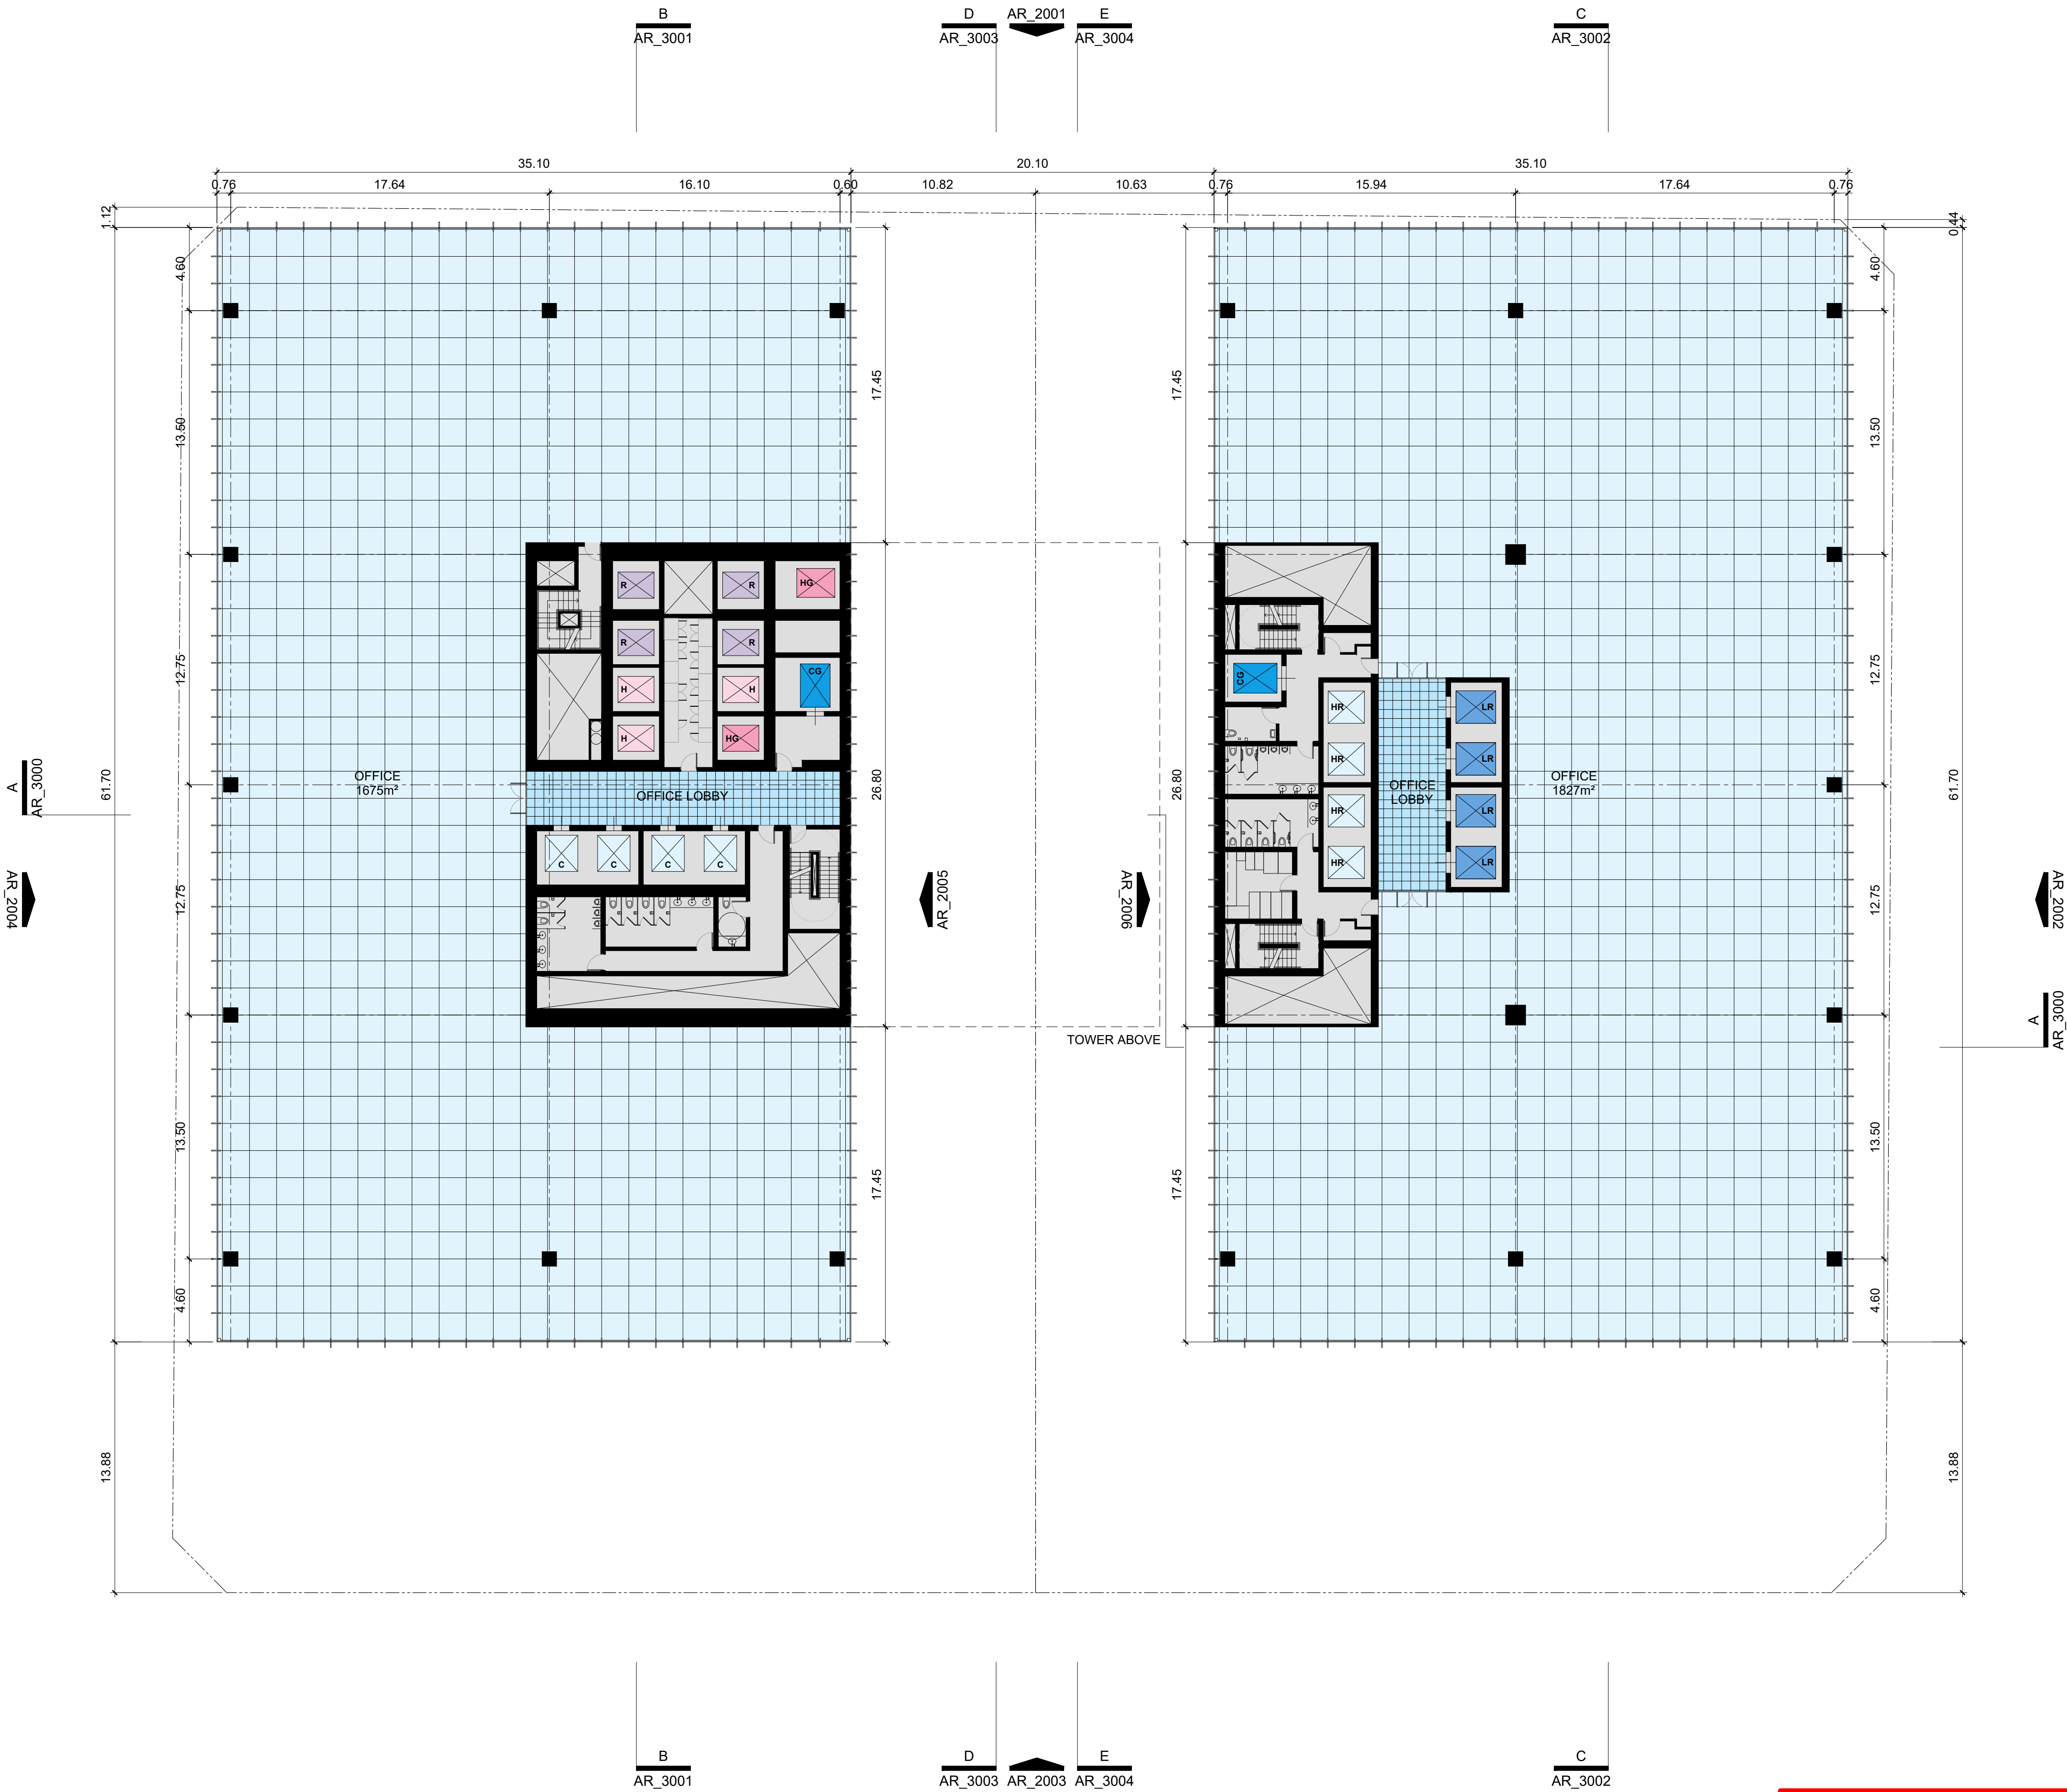 B
D
AR_2001
E
C
AR_3001
AR_3003
AR_3004
AR_3002
35.10
20.10
35.10
0.76
17.64
16.10
0.60
10.82
10.63
0.76
15.94
17.64
0.76
1.12
0.44
4.60
4.60
17.45
17.45
13.50
13.50
R
R
HG
R
R
CG
H
H
H
HG
CG
HR
LR
HR
LR
HR
LR
HR
LR
12.75
12.75
OFFICE
1675m²
OFFICE LOBBY
OFFICE
LOBBY
OFFICE
1827m²
61.70
26.80
26.80
61.70
A
AR_3000
C
C
C
C
AR_2004
12.75
AR_2005
AR_2006
12.75
AR_2002
A
AR_3000
TOWER ABOVE
13.50
17.45
17.45
13.50
4.60
4.60
13.88
13.88
B
D
E
C
AR_3001
AR_3003
AR_2003
AR_3004
AR_3002